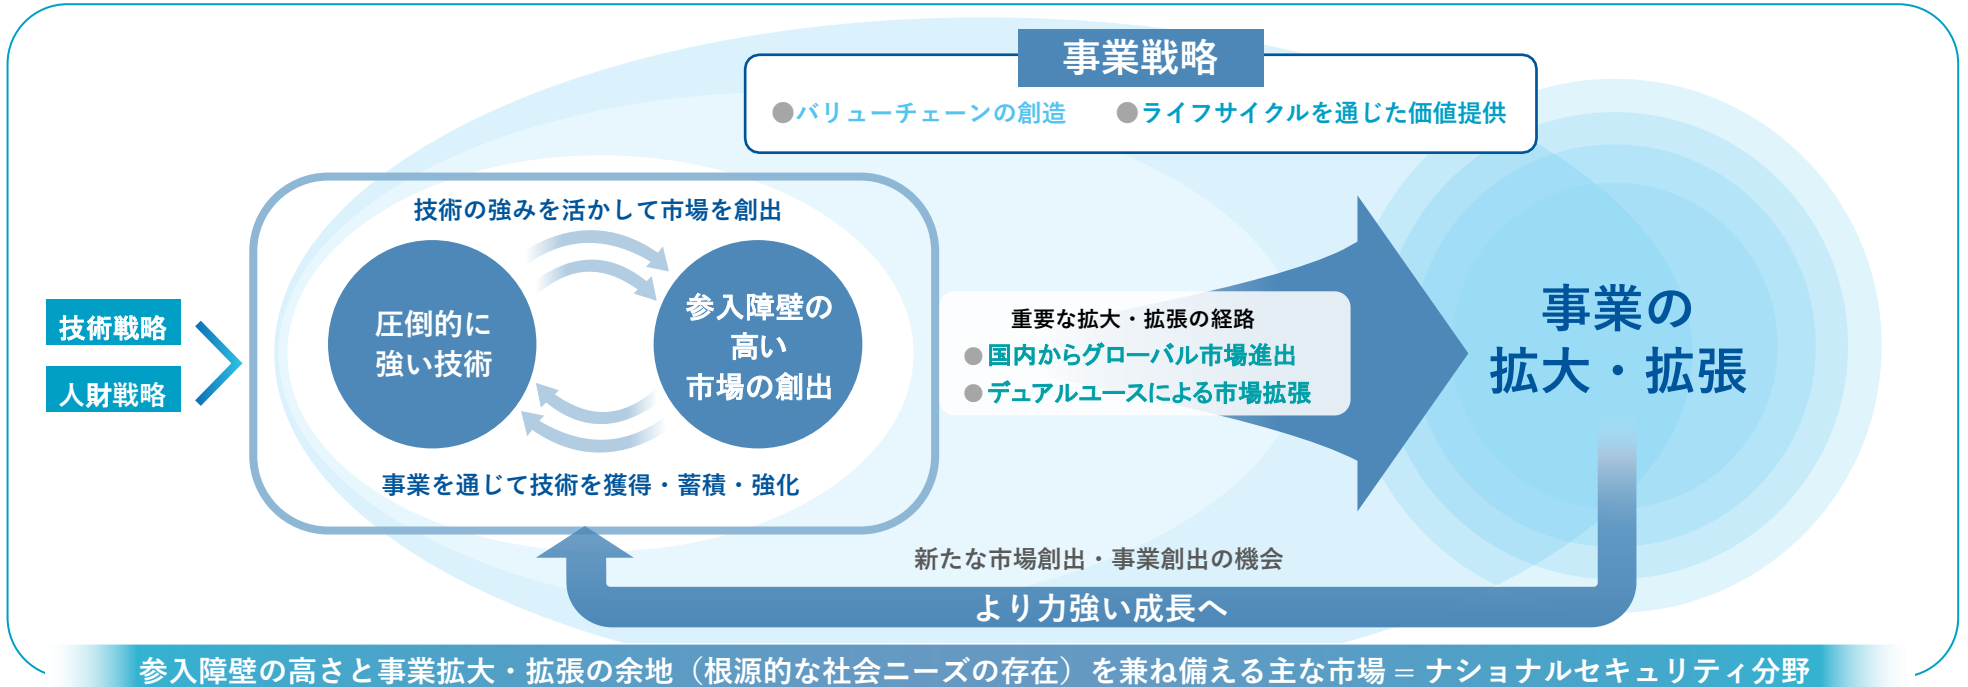 事業戦略
●バリューチェーンの創造 ●ライフサイクルを通じた価値提供
技術の強みを活かして市場を創出
技術戦略
人財戦略
圧倒的に
強い技術
参入障壁の
高い
市場の創出
事業を通じて技術を獲得・蓄積・強化
重要な拡大・拡張の経路
●国内からグローバル市場進出
●デュアルユースによる市場拡張
事業の
拡大・拡張
新たな市場創出・事業創出の機会
より力強い成長へ
参入障壁の高さと事業拡大・拡張の余地（根源的な社会ニーズの存在）を兼ね備える主な市場 = ナショナルセキュリティ分野